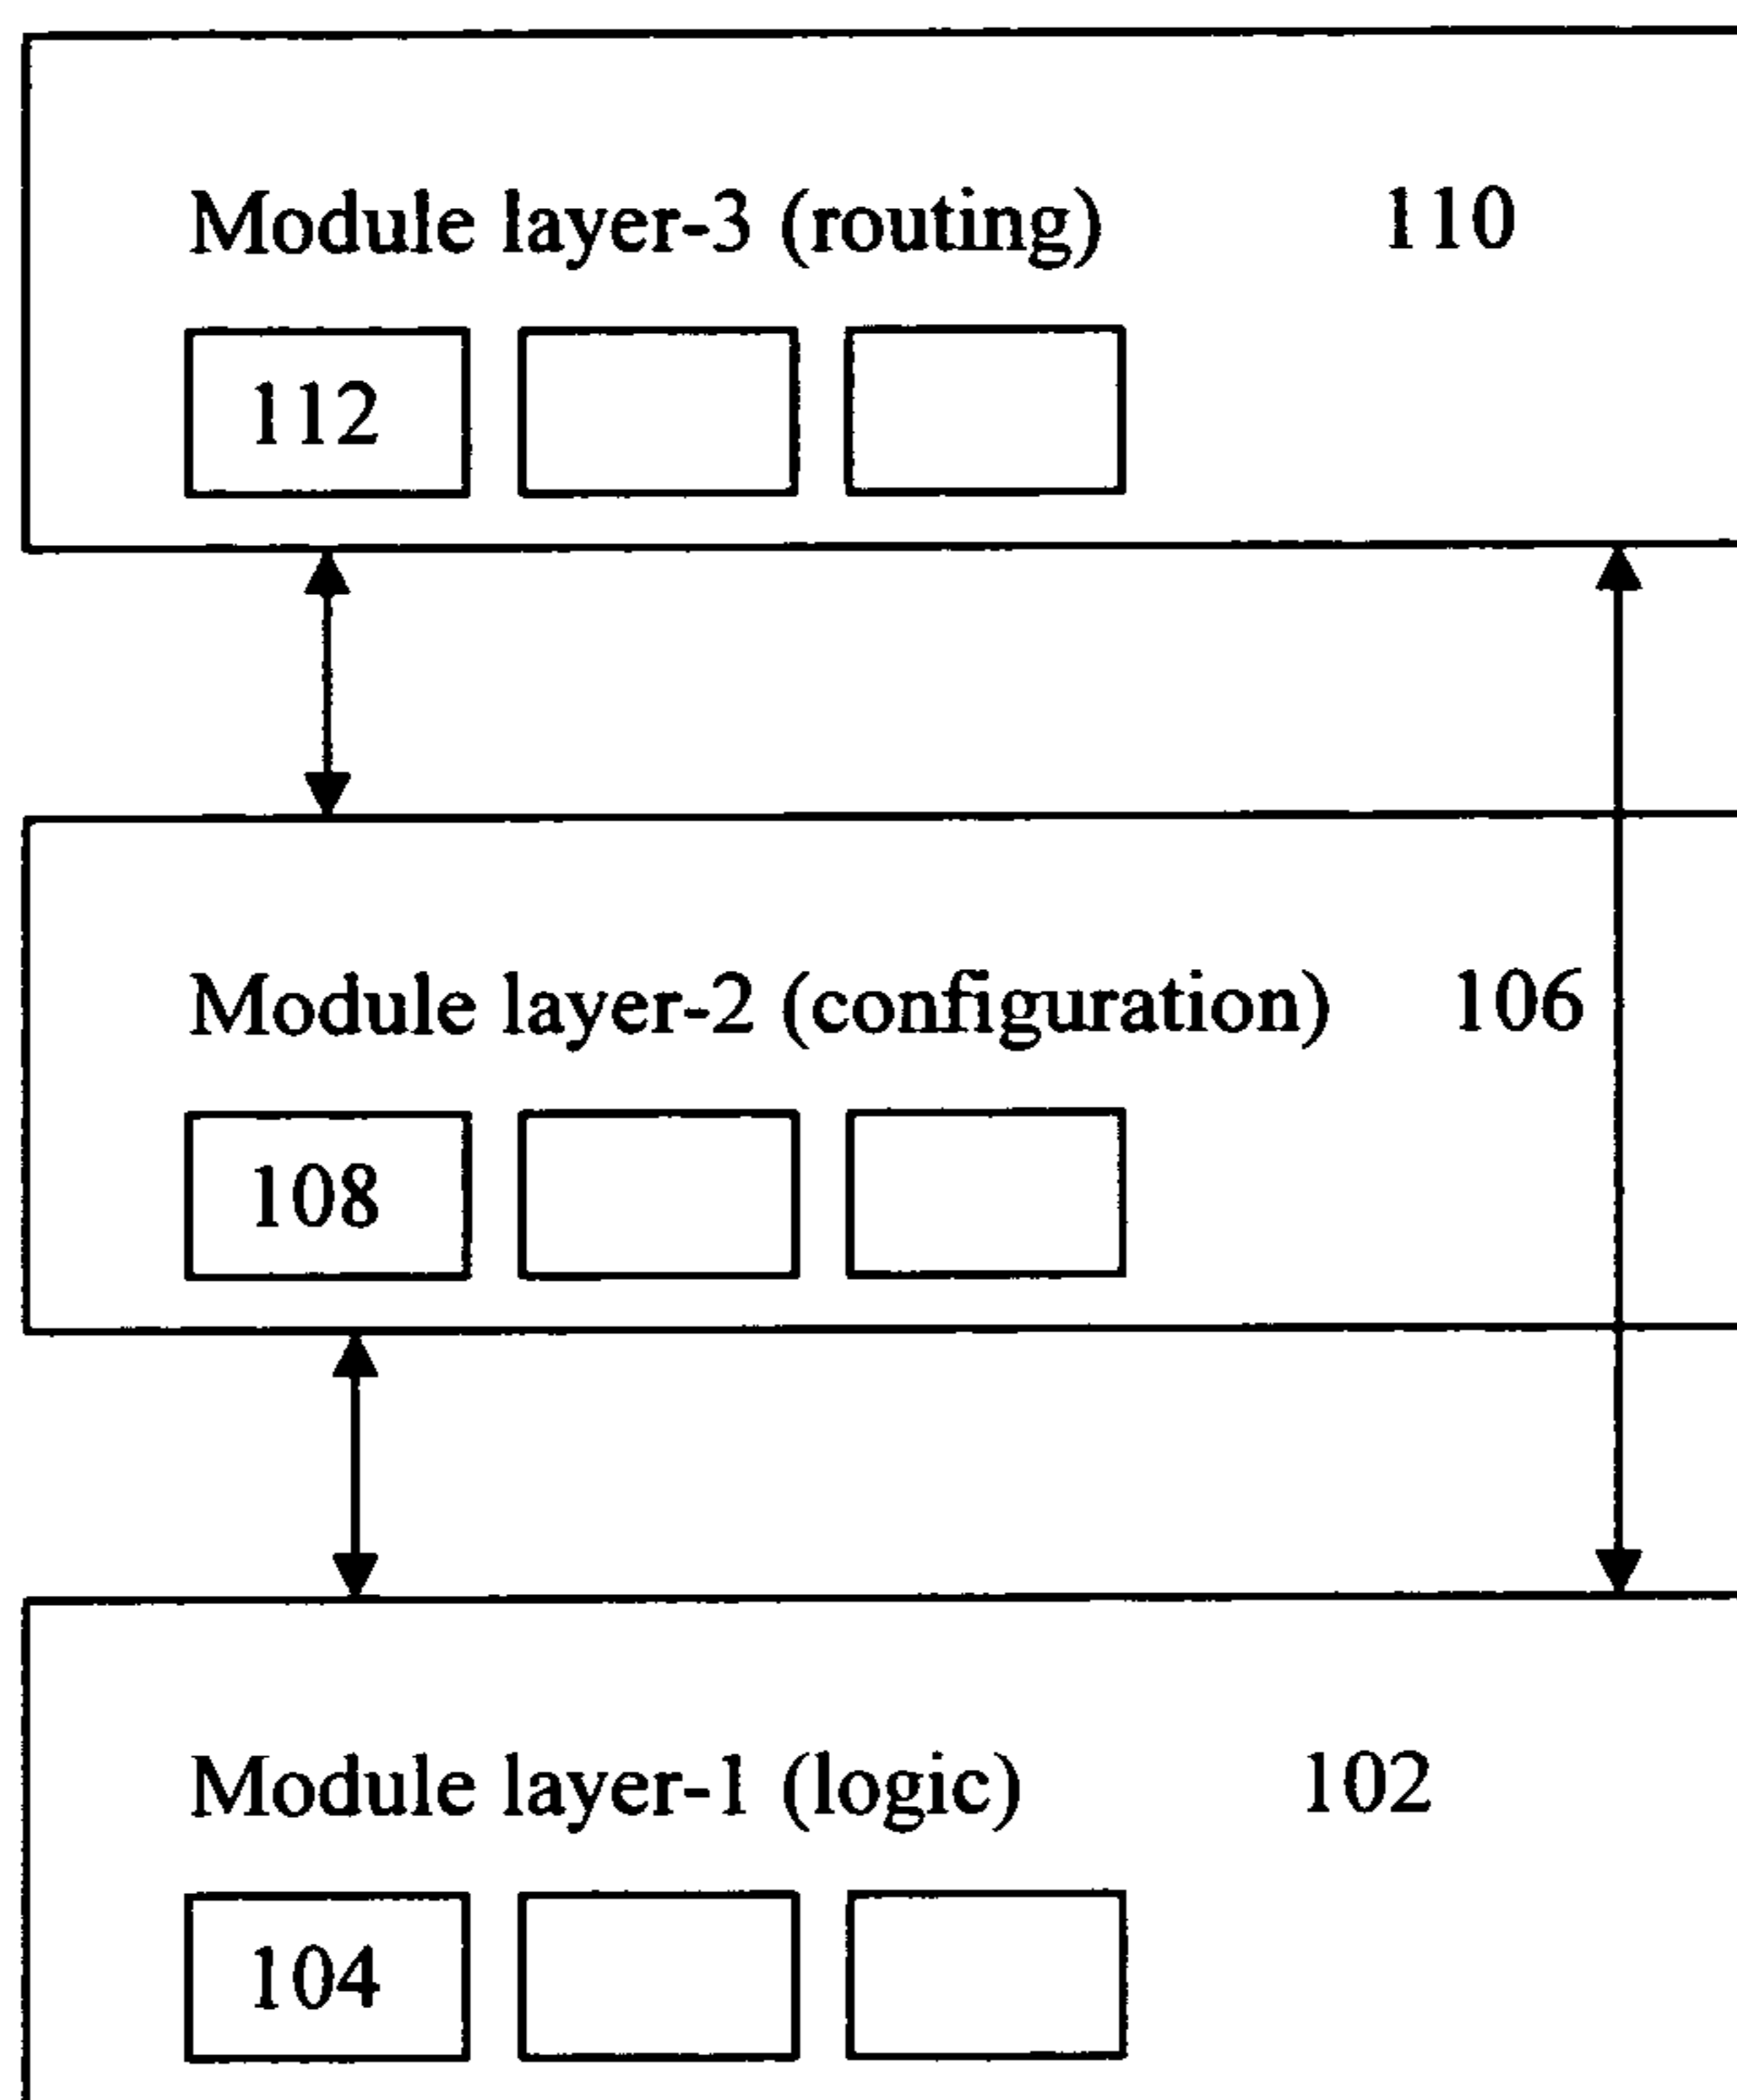 Module layer-3 (routing) 110
112
Module layer-2 (configuration) 106
108
Module layer-1 (logic) 102
104